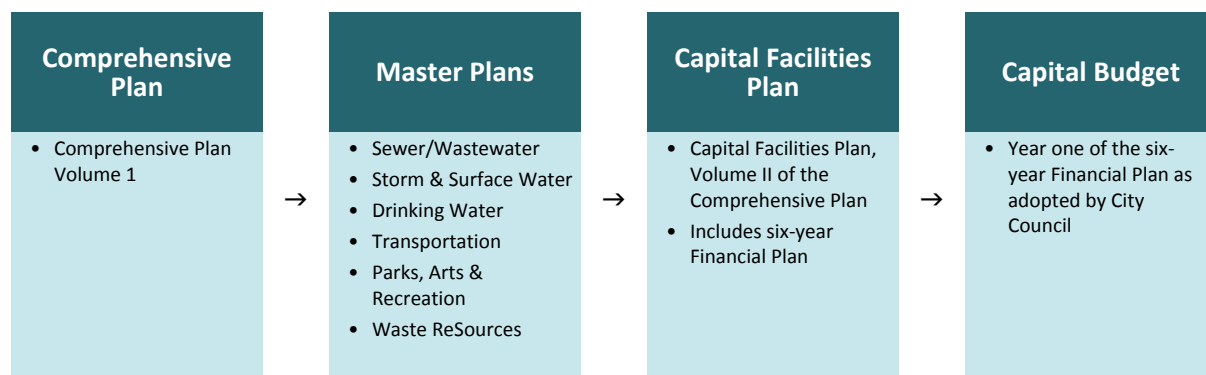 Comprehensive
Plan
• Comprehensive Plan
Volume 1
→
Master Plans
• Sewer/Wastewater
• Storm & Surface Water
• Drinking Water
• Transportation
• Parks, Arts &
Recreation
• Waste ReSources
→
Capital Facilities
Plan
• Capital Facilities Plan,
Volume II of the
Comprehensive Plan
• Includes six-year
Financial Plan
→
Capital Budget
• Year one of the six-
year Financial Plan as
adopted by City
Council